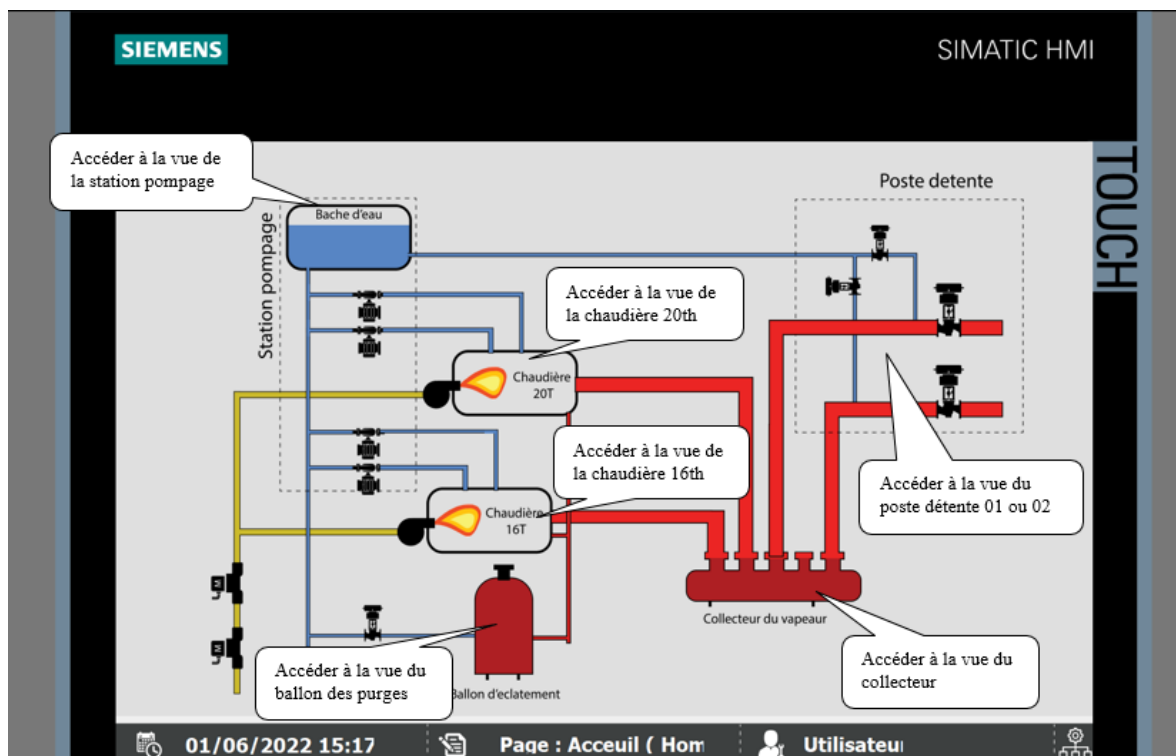 SIEMENS
SIMATIC HMI
TOUCH
Accéder à la vue de
la station pompage
Poste detente
Bache d'eau
Station pompage
Accéder à la vue de
la chaudière 20th
Chaudière
20T
Accéder à la vue de
la chaudière 16th
Accéder à la vue du
poste détente 01 ou 02
Chaudière
16T
M
M
Collecteur du vapeaur
Accéder à la vue du
collecteur
Accéder à la vue du
ballon des purges
Ballon d'eclatement
01/06/2022 15:17
Page : Acceuil ( Hom
Utilisateu